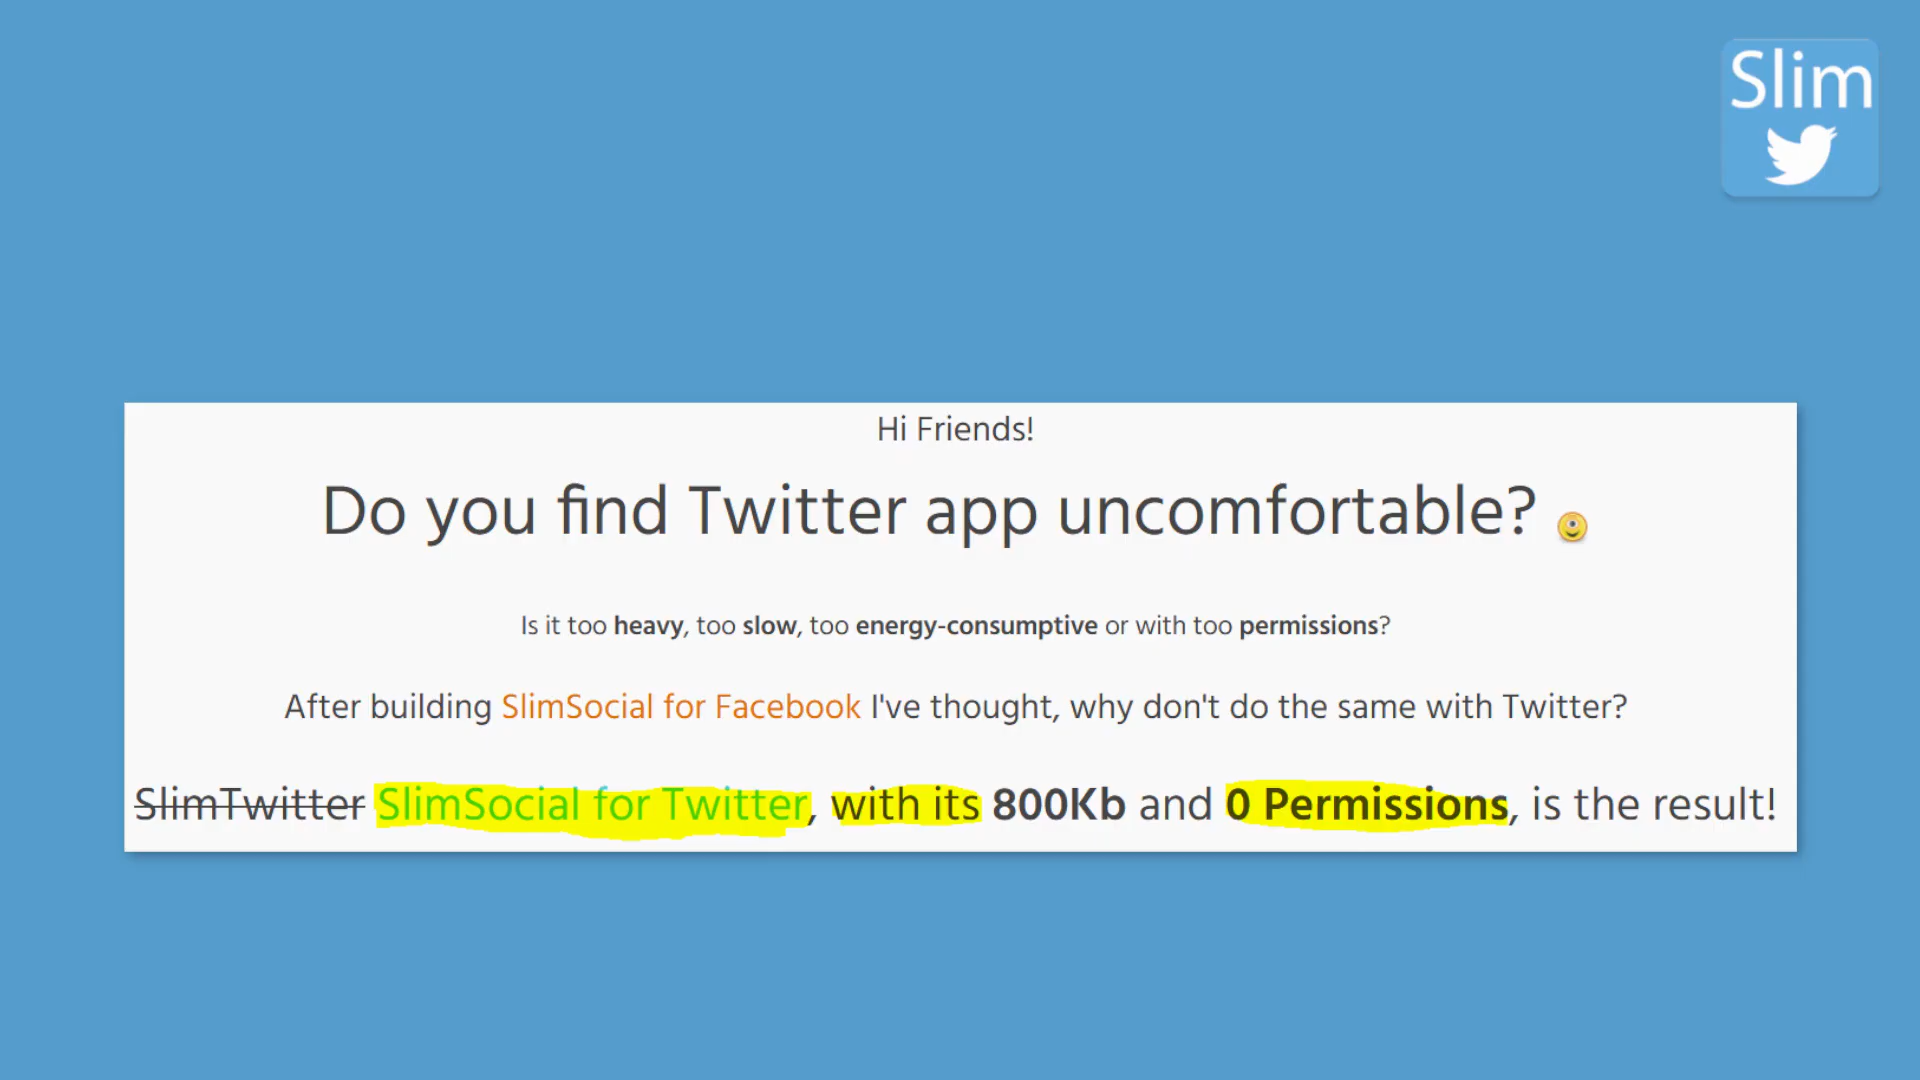 Slim
Hi Friends!
Do you find Twitter app uncomfortable?
Is it too heavy, too slow, too energy-consumptive or with too permissions?
After building SlimSocial for Facebook I've thought, why don't do the same with Twitter?
SlimTwitter SlimSocial for Twitter, with its 800Kb and 0 Permissions, is the result!